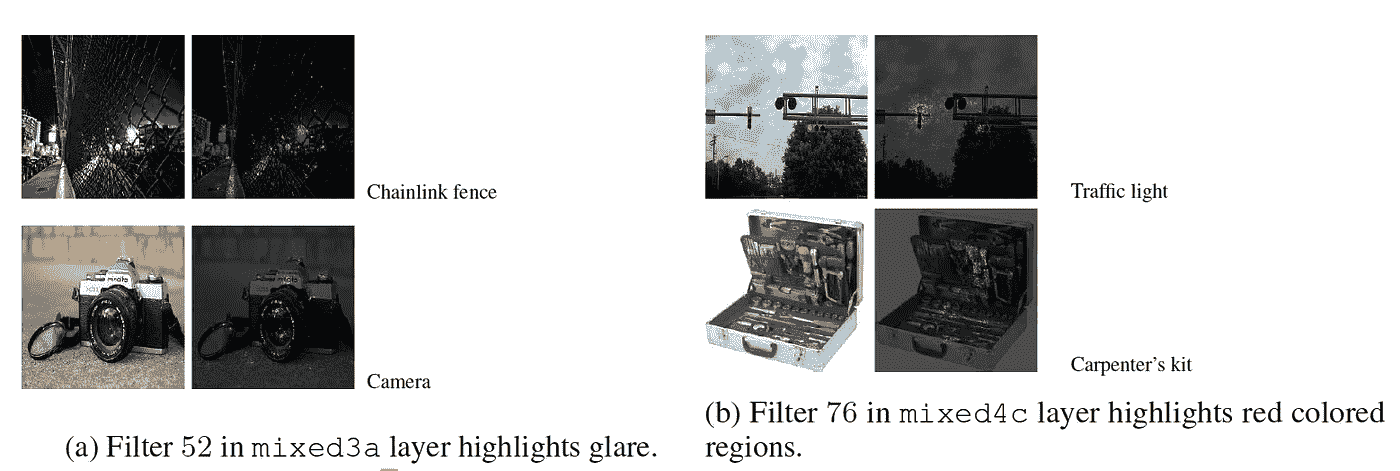 Chainlink fence
Camera
(a) Filter 52 in mixed3a layer highlights glare.
Traffic light
Carpenter's kit
(b) Filter 76 in mixed4c layer highlights red colored
regions.